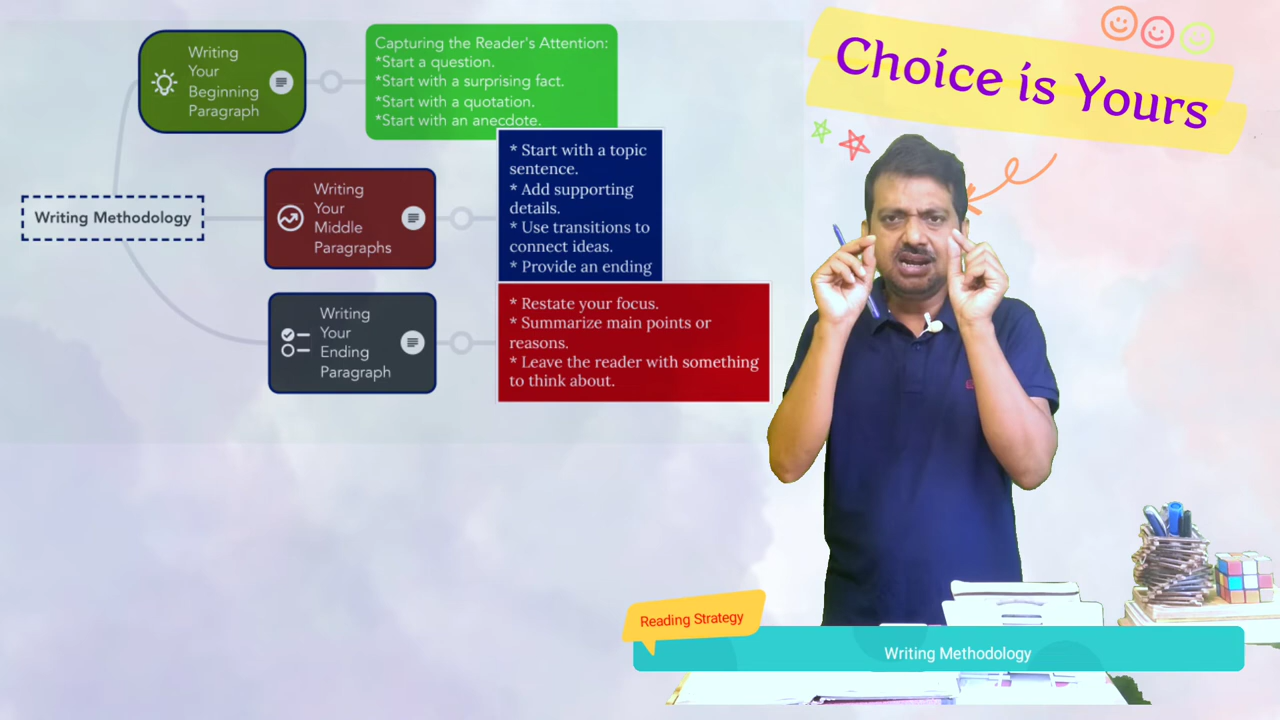 Choice is Yours
Writing
Your
Beginning
Paragraph
Capturing the Reader's Attention:
*Start a question.
*Start with a surprising fact.
*Start with a quotation.
*Start with an anecdote.
Writing Methodology
Writing
Your
Middle
Paragraphs
* Start with a topic
sentence.
* Add supporting
details.
* Use transitions to
connect ideas.
* Provide an ending
Writing
Your
Ending
Paragraph
* Restate your focus.
* Summarize main points or
reasons.
* Leave the reader with something
to think about.
Reading Strategy
Writing Methodology